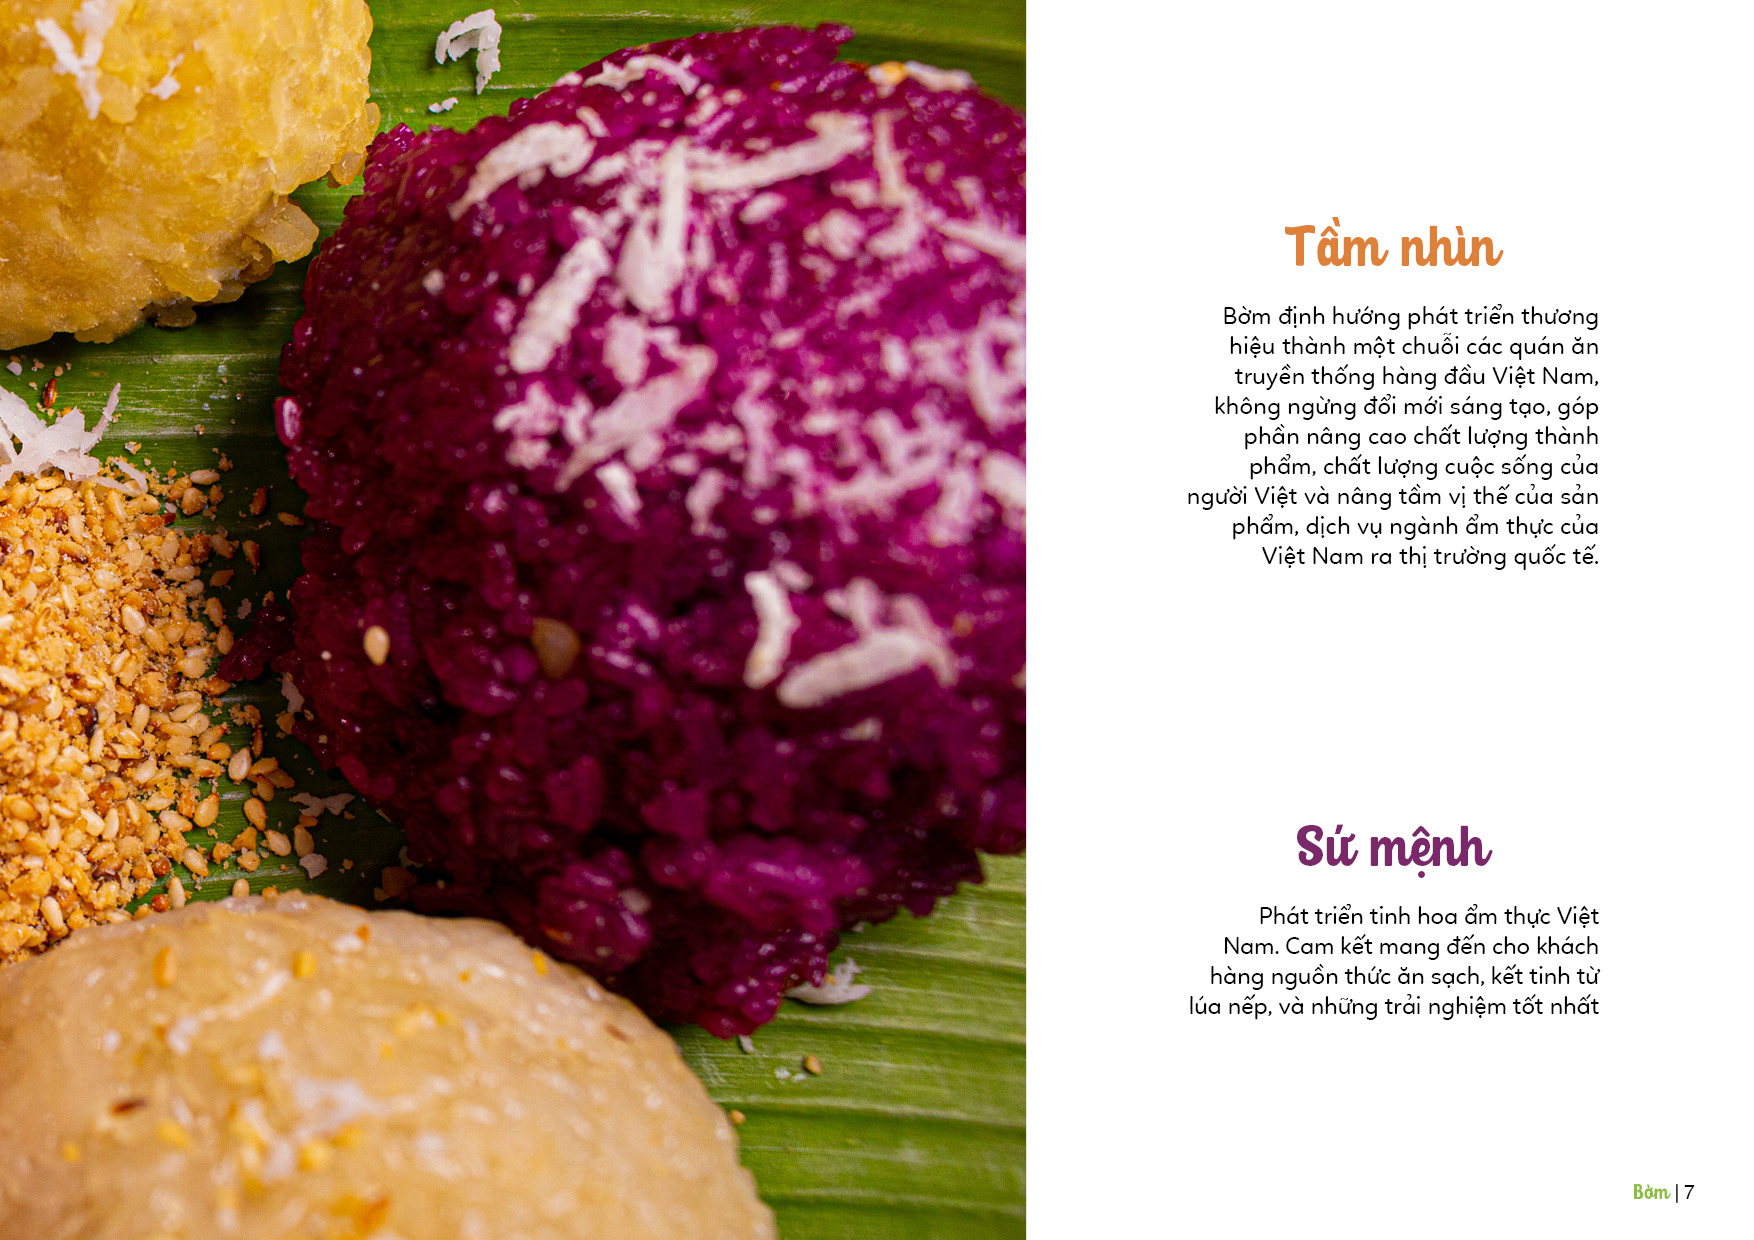 Tầm nhìn
Bờm định hướng phát triển thương
hiệu thành một chuỗi các quán ăn
truyền thống hàng đầu Việt Nam,
không ngừng đổi mới sáng tạo, góp
phần nâng cao chất lượng thành
phẩm, chất lượng cuộc sống của
người Việt và nâng tầm vị thế của sản
phẩm, dịch vụ ngành ẩm thực của
Việt Nam ra thị trường quốc tế.
Sứ mệnh
Phát triển tinh hoa ẩm thực Việt
Nam. Cam kết mang đến cho khách
hàng nguồn thức ăn sạch, kết tinh từ
lúa nếp, và những trải nghiệm tốt nhất
Bờm | 7